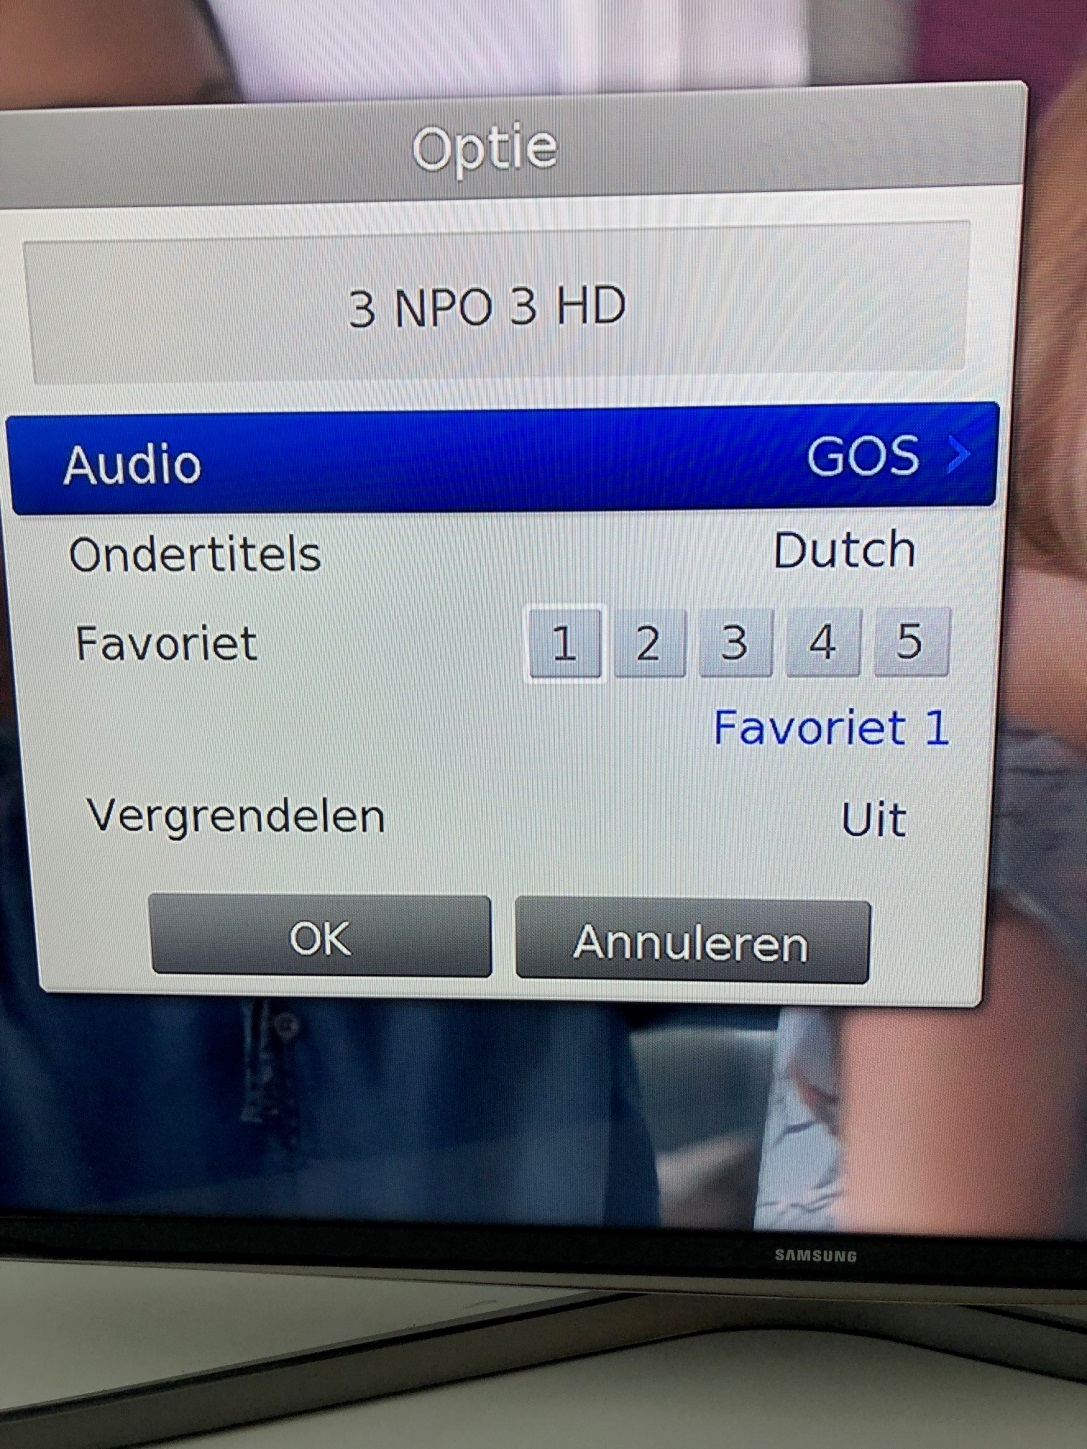 Optie
3 NPO 3 HD
Audio GOS >
Ondertitels Dutch
Favoriet 1 2 3 4 5
Favoriet 1
Vergrendelen Uit
OK Annuleren
SAMSUNG